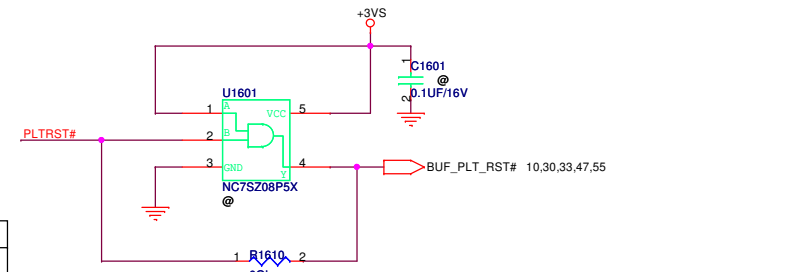 +3VS
1
C1601
@
2
0.1UF/16V
U1601
1
A
VCC
5
PLTRST#
2
B
3
GND
Y
4
BUF_PLT_RST# 10,30,33,47,55
NC7SZ08P5X
@
1
R1610
2